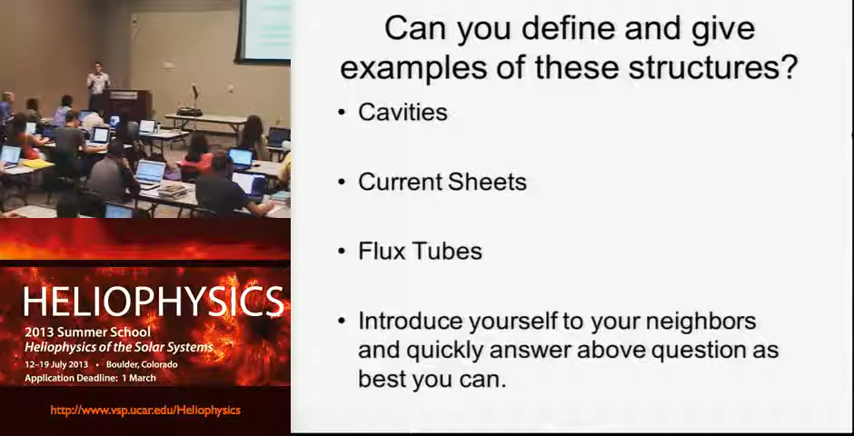 Can you define and give
examples of these structures?
• Cavities
• Current Sheets
• Flux Tubes
• Introduce yourself to your neighbors
and quickly answer above question as
best you can.
HELIOPHYSICS
2013 Summer School
Heliophysics of the Solar Systems
12–19 July 2013 • Boulder, Colorado
Application Deadline: 1 March
http://www.vsp.ucar.edu/Heliophysics